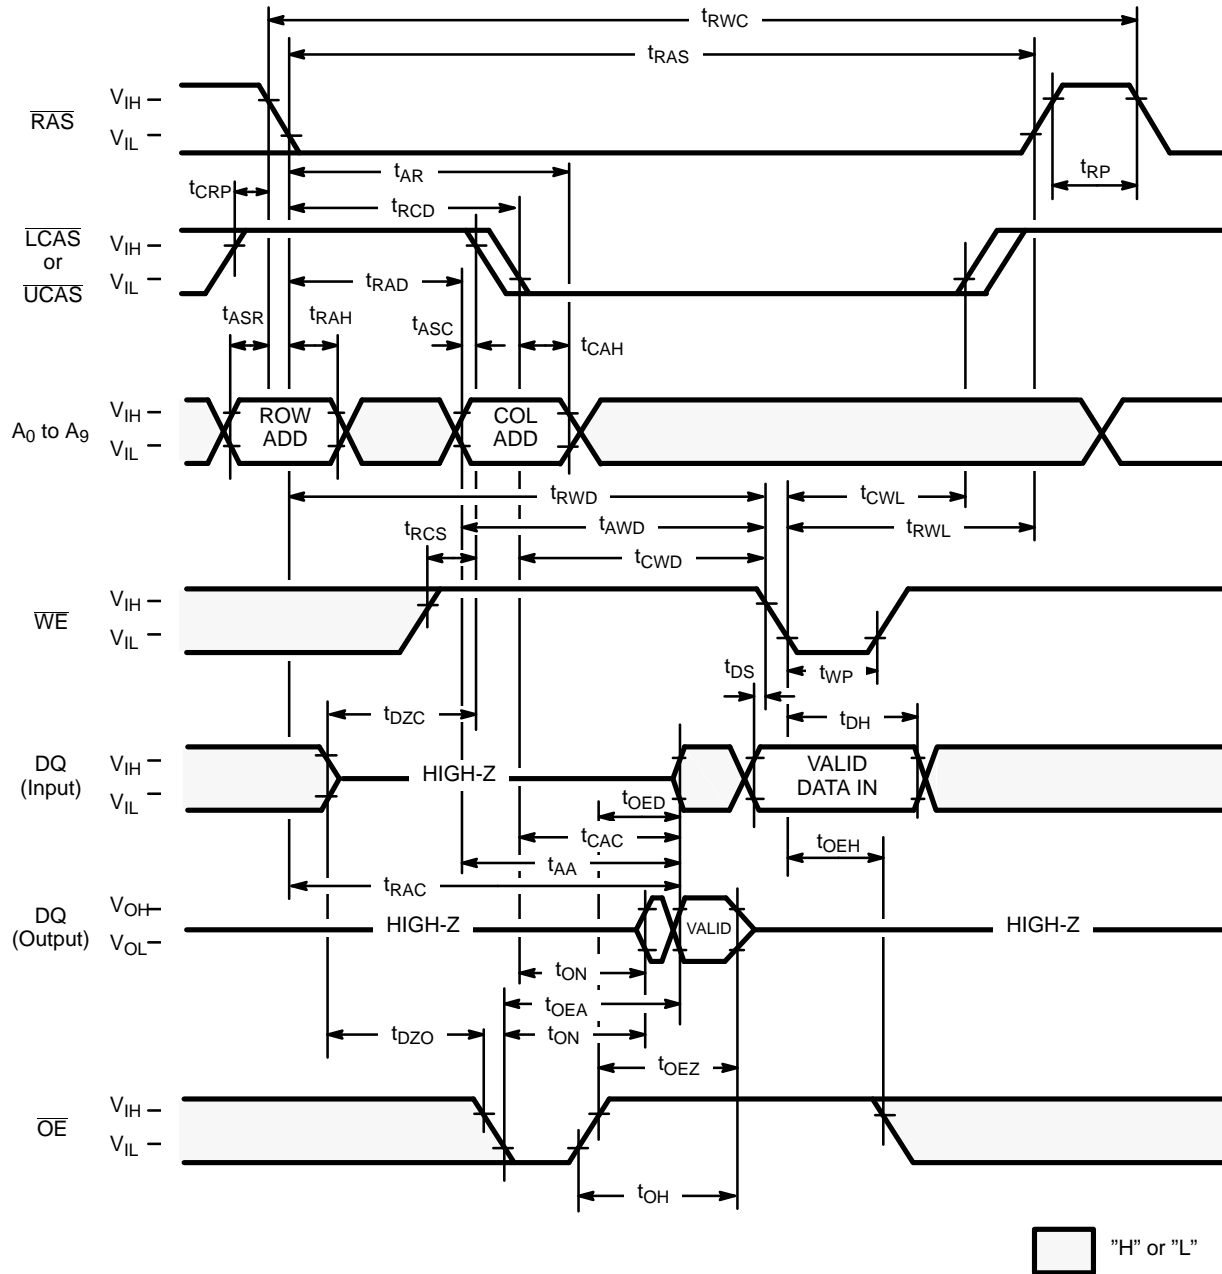 tRWC
tRAS
RAS
VIH
VIL
tAR
tRP
tCRP
tRCD
LCAS
or
UCAS
VIH
VIL
tRAD
tASR
tRAH
tASC
tCAH
A0 to A9
VIH
VIL
ROW
ADD
COL
ADD
tRWD
tCWL
tRCS
tAWD
tRWL
tCWD
WE
VIH
VIL
tDS
tWP
tDZC
tDH
DQ
(Input)
VIH
VIL
HIGH-Z
VALID
DATA IN
tOED
tCAC
tOEH
tAA
tRAC
DQ
(Output)
VOH
VOL
HIGH-Z
VALID
HIGH-Z
tON
tOEA
tDZO
tON
tOEZ
OE
VIH
VIL
tOH
”H” or ”L”